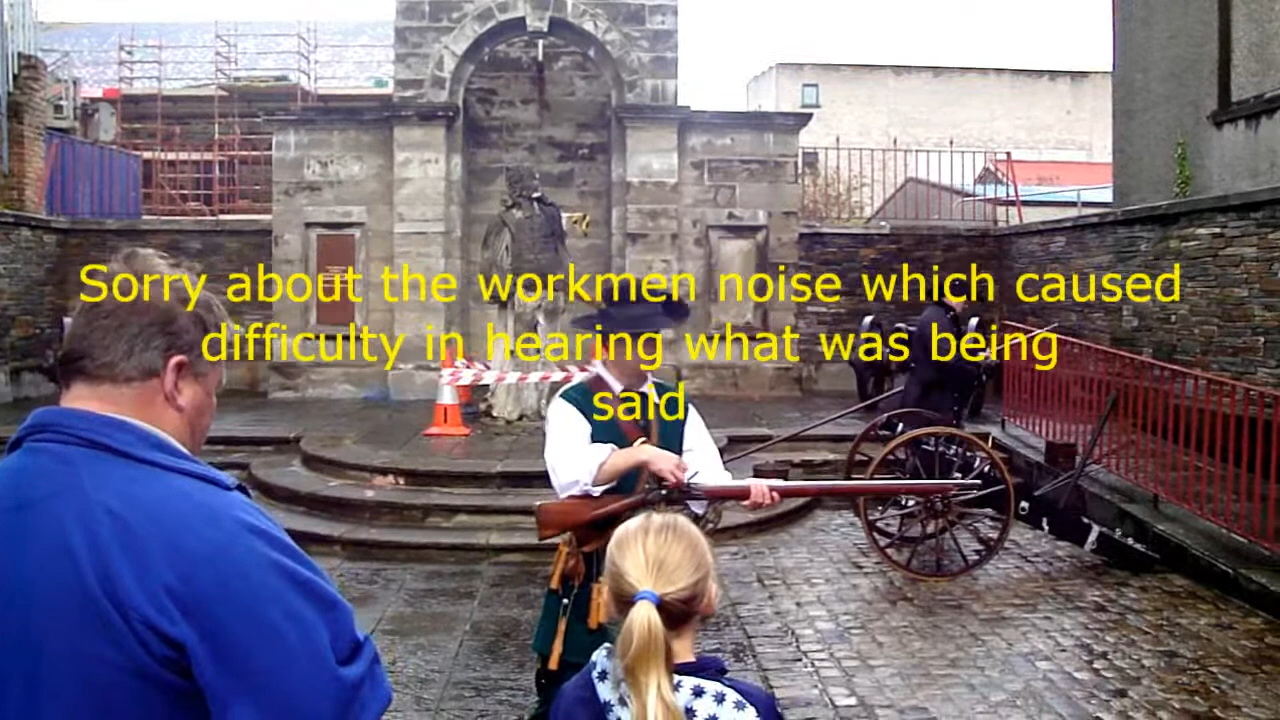 Sorry about the workmen noise which caused
difficulty in hearing what was being
said